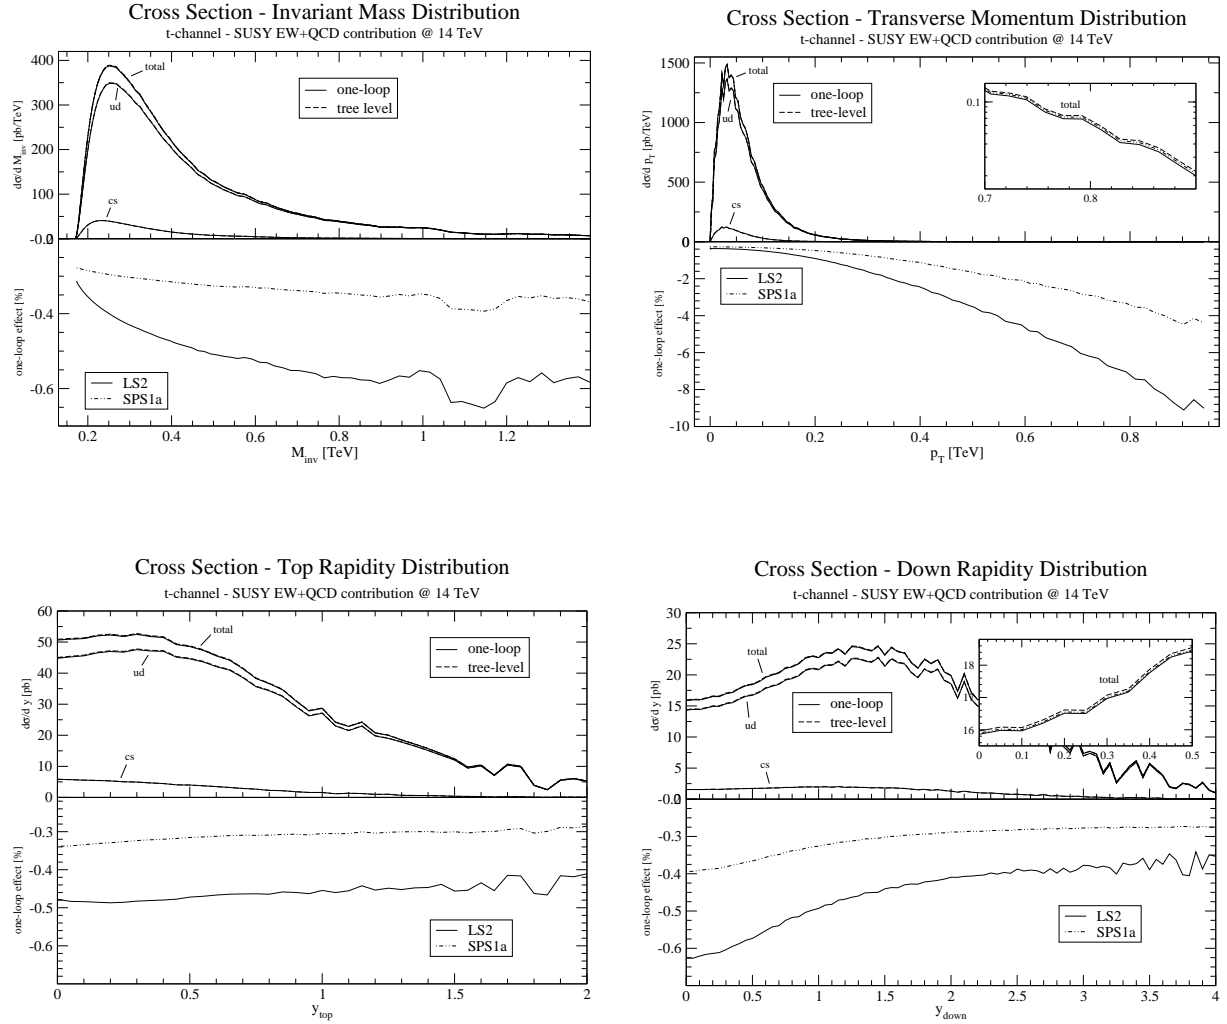 Cross Section - Invariant Mass Distribution
t-channel - SUSY EW+QCD contribution @ 14 TeV
400
300
200
100
-0.0
dσ/d M_inv [pb/TeV]
total
ud
cs
one-loop
tree level
-0.2
-0.4
-0.6
one-loop effect [%]
LS2
SPS1a
0.2 0.4 0.6 0.8 1 1.2
M_inv [TeV]
Cross Section - Transverse Momentum Distribution
t-channel - SUSY EW+QCD contribution @ 14 TeV
1500
1000
500
0
dσ/d p_T [pb/TeV]
total
ud
cs
one-loop
tree-level
0.1
total
0.7 0.8
-2
-4
-6
-8
-10
one-loop effect [%]
LS2
SPS1a
0 0.2 0.4 0.6 0.8
p_T [TeV]
Cross Section - Top Rapidity Distribution
t-channel - SUSY EW+QCD contribution @ 14 TeV
60
50
40
30
20
10
0
dσ/d y [pb]
total
ud
cs
one-loop
tree-level
-0.3
-0.4
-0.5
-0.6
one-loop effect [%]
LS2
SPS1a
0 0.5 1 1.5 2
y_top
Cross Section - Down Rapidity Distribution
t-channel - SUSY EW+QCD contribution @ 14 TeV
30
25
20
15
10
5
dσ/d y [pb]
total
ud
cs
one-loop
tree-level
18
17
16
total
0 0.1 0.2 0.3 0.4 0.5
-0.3
-0.4
-0.5
-0.6
one-loop effect [%]
LS2
SPS1a
0 0.5 1 1.5 2 2.5 3 3.5 4
y_down